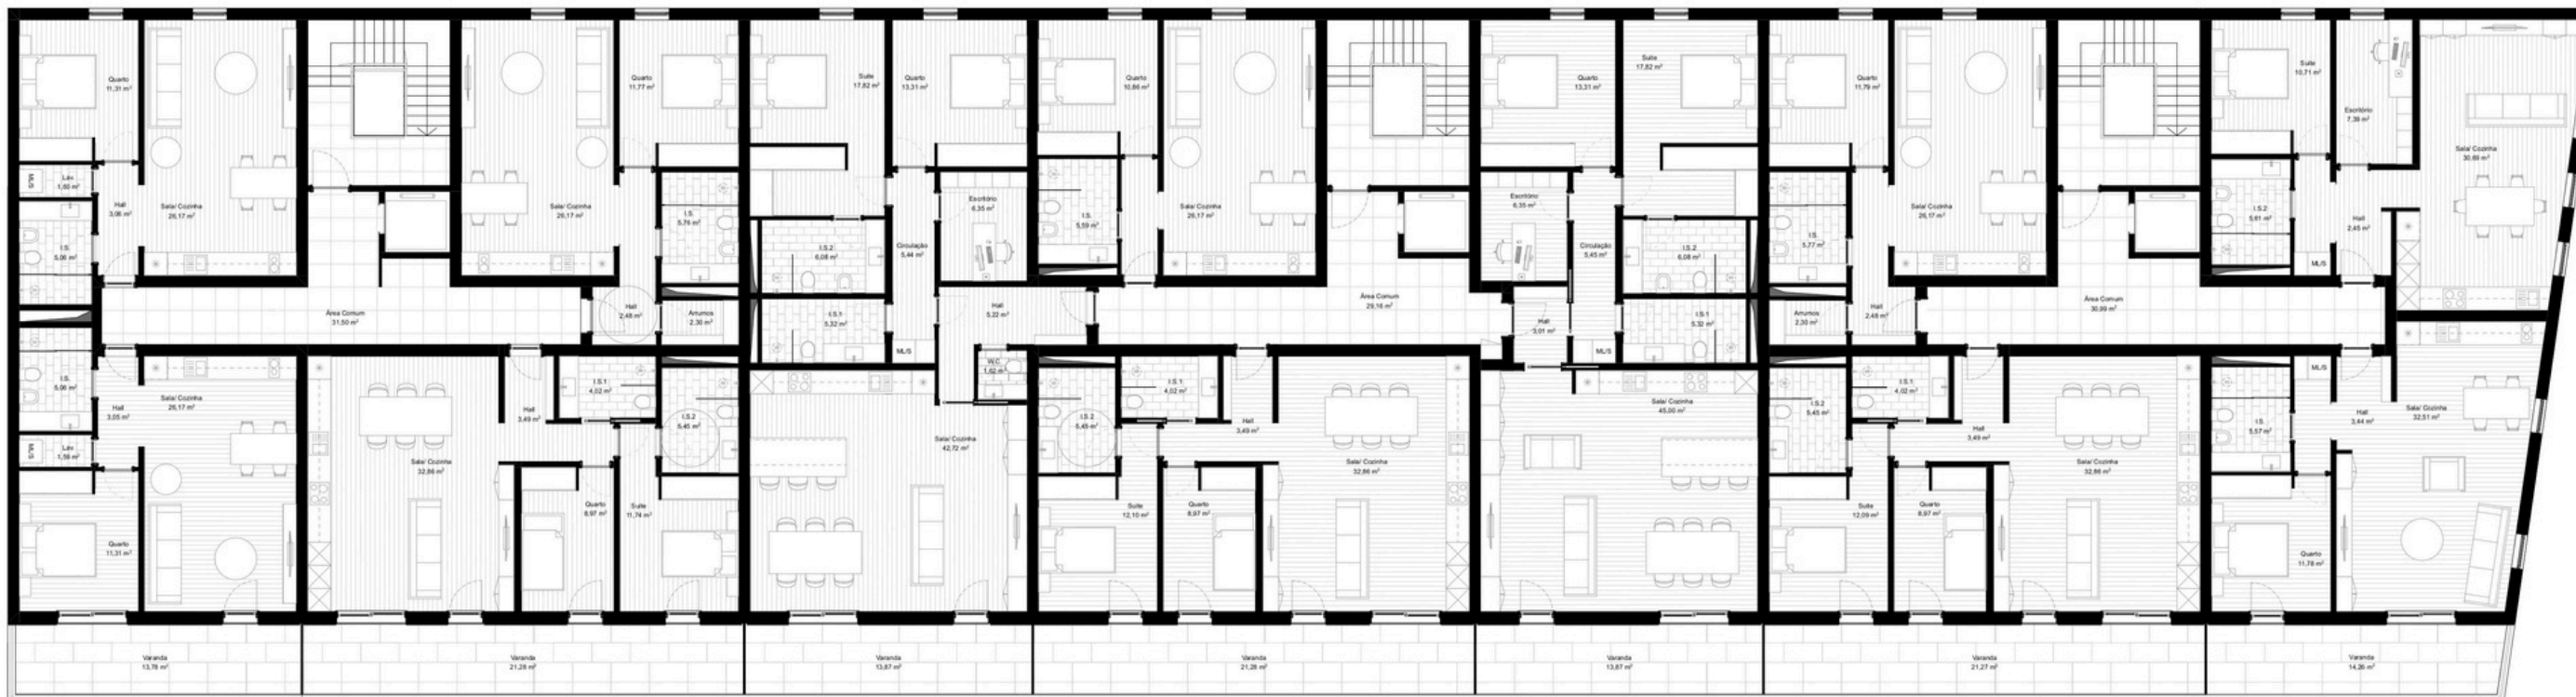 Quarto
11,31 m²
Quarto
11,77 m²
Suite
17,82 m²
Quarto
13,31 m²
Quarto
10,86 m²
Quarto
13,31 m²
Suite
17,82 m²
Quarto
11,79 m²
Suite
10,71 m²
Escritório
7,39 m²
Sala/ Cozinha
30,69 m²
ML/S
Lav.
1,60 m²
Hall
3,06 m²
Sala/ Cozinha
26,17 m²
Sala/ Cozinha
26,17 m²
I.S.
5,76 m²
Escritório
6,35 m²
I.S.
5,59 m²
Sala/ Cozinha
26,17 m²
Escritório
6,35 m²
I.S.
5,77 m²
Sala/ Cozinha
26,17 m²
I.S.2
5,61 m²
Hall
2,45 m²
I.S.
5,06 m²
I.S.2
6,08 m²
Circulação
5,44 m²
Circulação
5,45 m²
I.S.2
6,08 m²
ML/S
Área Comum
31,50 m²
Hall
2,48 m²
Arrumos
2,30 m²
I.S.1
5,32 m²
Hall
5,22 m²
Área Comum
29,16 m²
Hall
3,01 m²
I.S.1
5,32 m²
Arrumos
2,30 m²
Hall
2,48 m²
Área Comum
30,99 m²
ML/S
ML/S
W.C.
1,62 m²
I.S.
5,06 m²
Hall
3,05 m²
Sala/ Cozinha
26,17 m²
I.S.1
4,02 m²
Hall
3,49 m²
I.S.2
5,45 m²
I.S.2
5,45 m²
I.S.1
4,02 m²
Hall
3,49 m²
Sala/ Cozinha
45,00 m²
I.S.2
5,45 m²
I.S.1
4,02 m²
Hall
3,49 m²
ML/S
I.S.
5,57 m²
Hall
3,44 m²
Sala/ Cozinha
32,51 m²
ML/S
Lav.
1,59 m²
Sala/ Cozinha
32,86 m²
Sala/ Cozinha
42,72 m²
Sala/ Cozinha
32,86 m²
Sala/ Cozinha
32,86 m²
Quarto
11,31 m²
Quarto
8,97 m²
Suite
11,74 m²
Suite
12,10 m²
Quarto
8,97 m²
Suite
12,09 m²
Quarto
8,97 m²
Quarto
11,78 m²
Varanda
13,78 m²
Varanda
21,28 m²
Varanda
13,87 m²
Varanda
21,28 m²
Varanda
13,87 m²
Varanda
21,27 m²
Varanda
14,26 m²